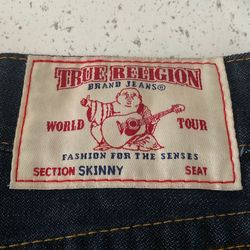 TRUE RELIGION
BRAND JEANS®
WORLD TOUR
FASHION FOR THE SENSES
SECTION SKINNY SEAT